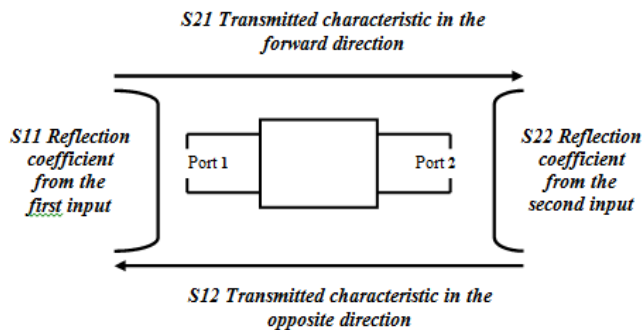 S21 Transmitted characteristic in the
forward direction
S11 Reflection
coefficient
from the
first input
Port 1
Port 2
S22 Reflection
coefficient
from the
second input
S12 Transmitted characteristic in the
opposite direction